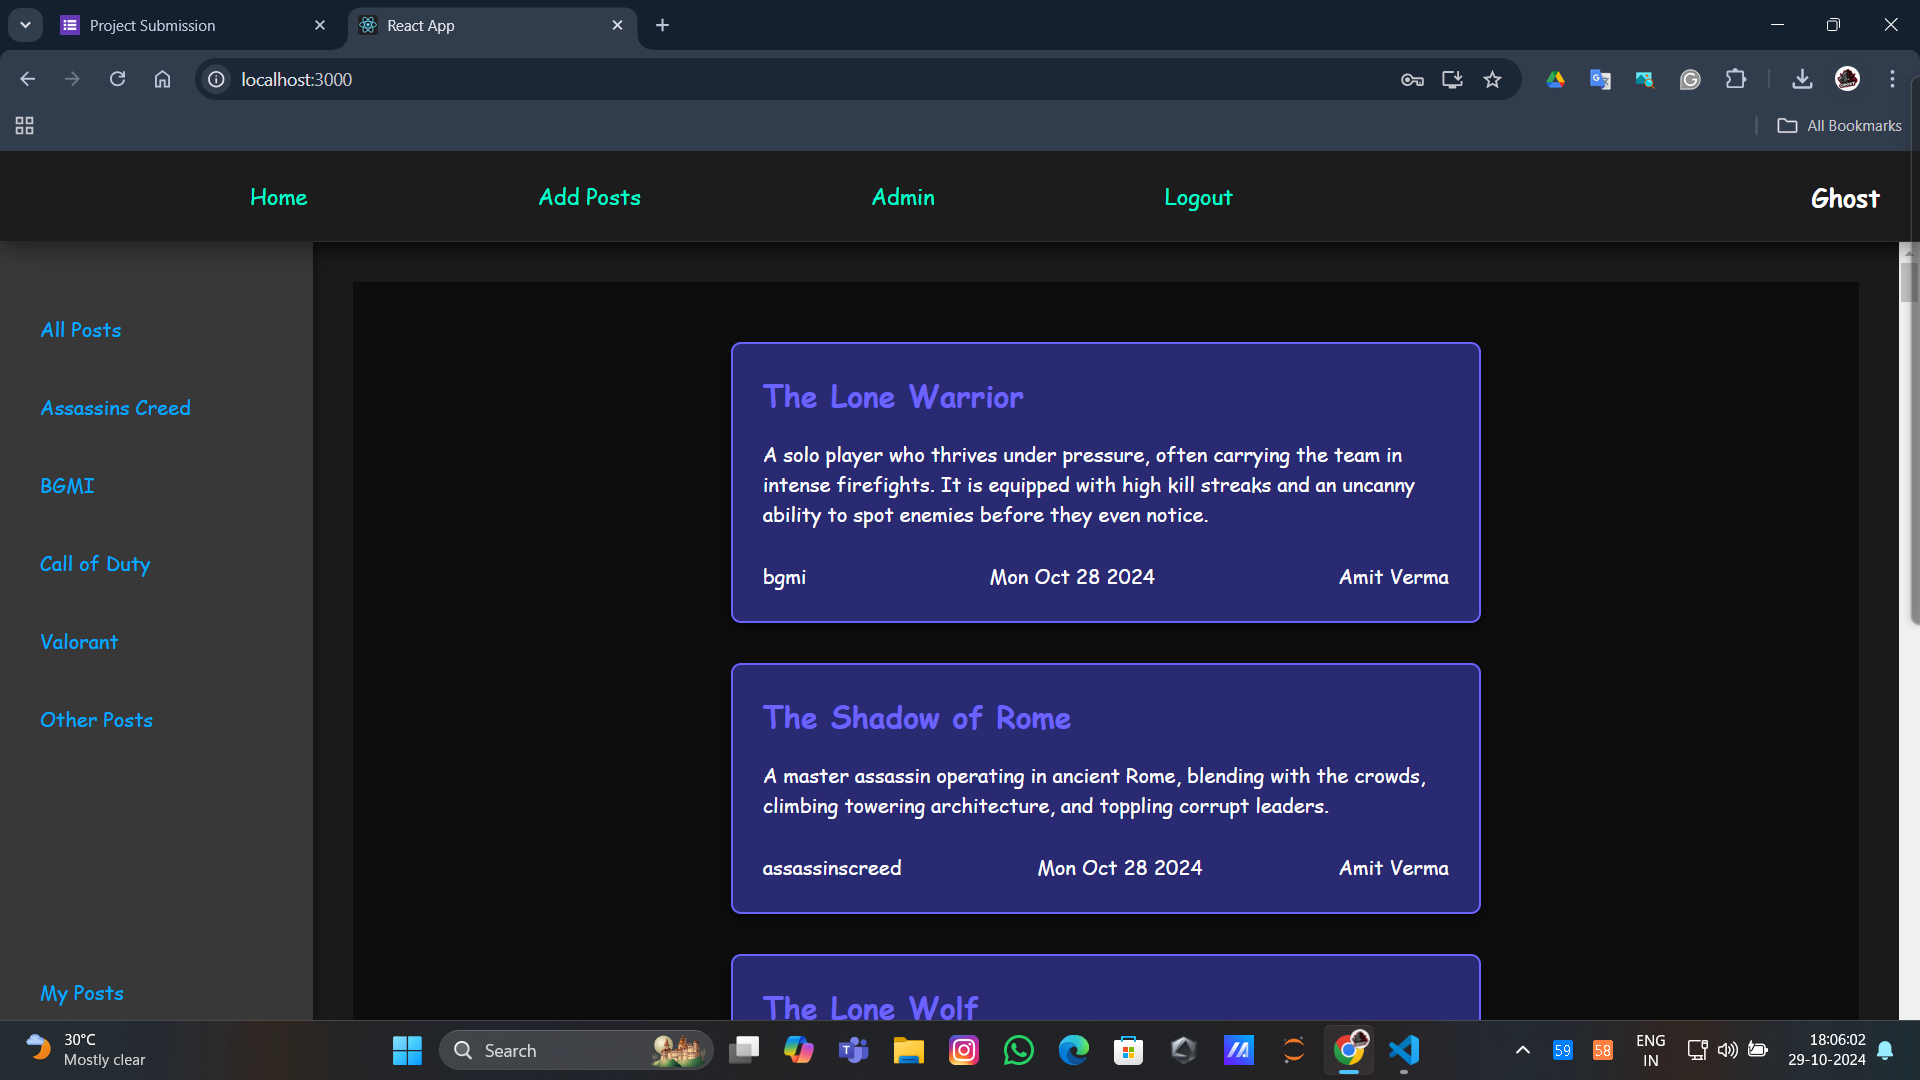 Project Submission
React App
localhost:3000
All Bookmarks
Home
Add Posts
Admin
Logout
Ghost
All Posts
Assassins Creed
BGMI
Call of Duty
Valorant
Other Posts
My Posts
The Lone Warrior
A solo player who thrives under pressure, often carrying the team in
intense firefights. It is equipped with high kill streaks and an uncanny
ability to spot enemies before they even notice.
bgmi
Mon Oct 28 2024
Amit Verma
The Shadow of Rome
A master assassin operating in ancient Rome, blending with the crowds,
climbing towering architecture, and toppling corrupt leaders.
assassinscreed
Mon Oct 28 2024
Amit Verma
The Lone Wolf
30°C
Mostly clear
Search
59
58
ENG
IN
18:06:02
29-10-2024